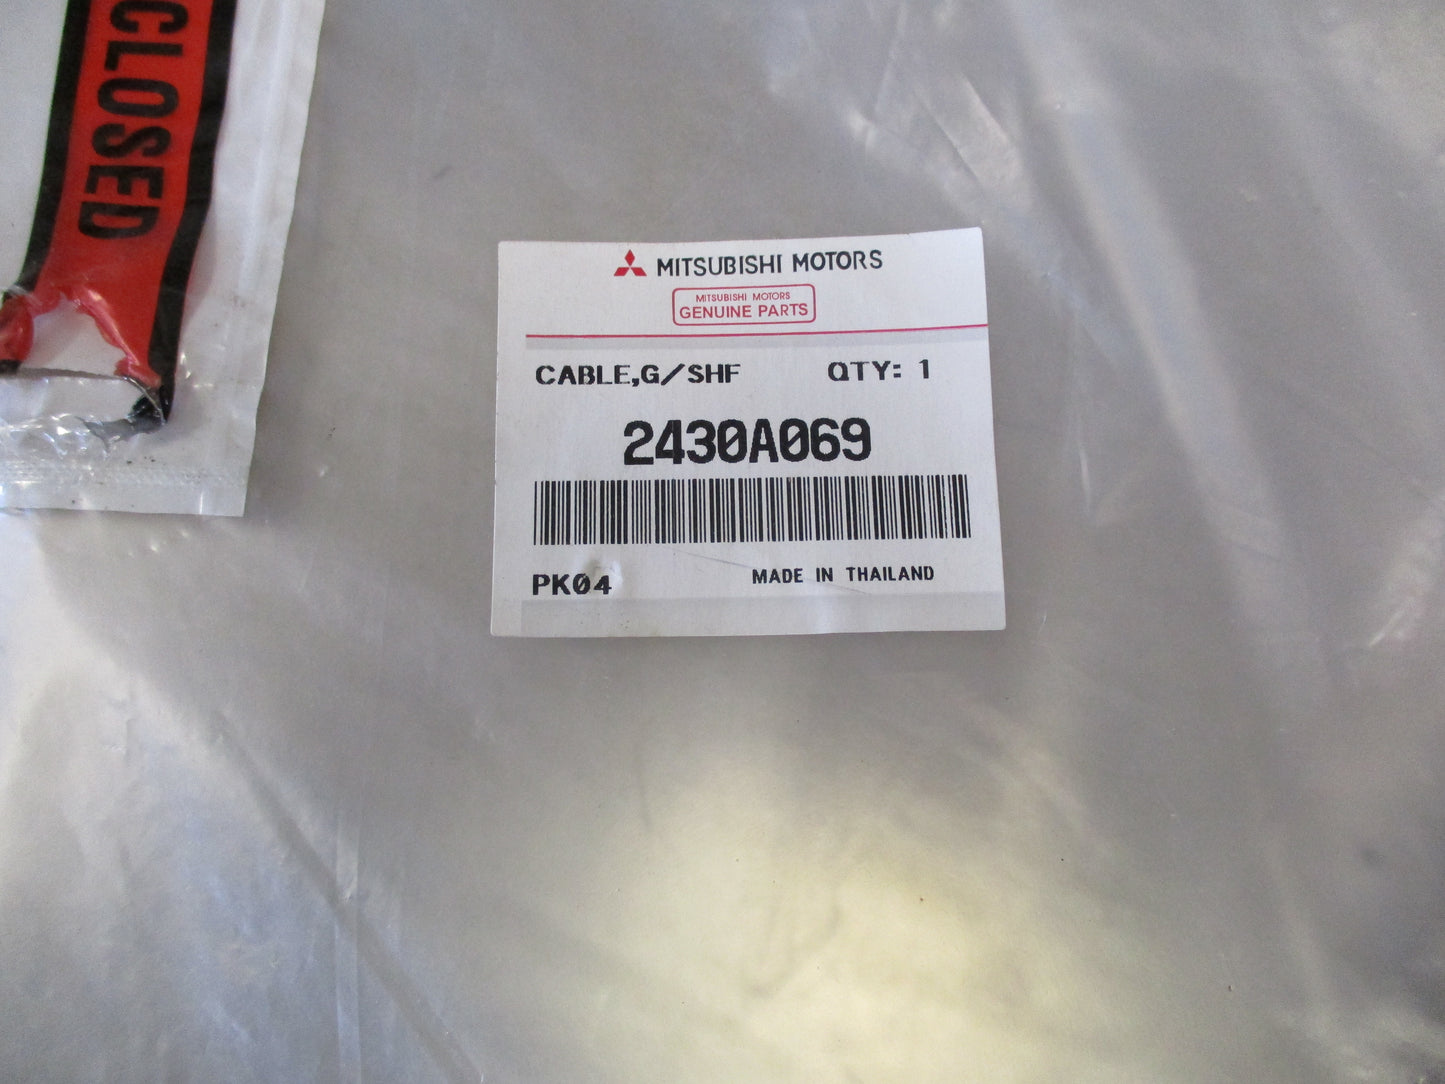 CLOSED
MITSUBISHI MOTORS
MITSUBISHI MOTORS
GENUINE PARTS
CABLE,G/SHF QTY: 1
2430A069
PK04 MADE IN THAILAND